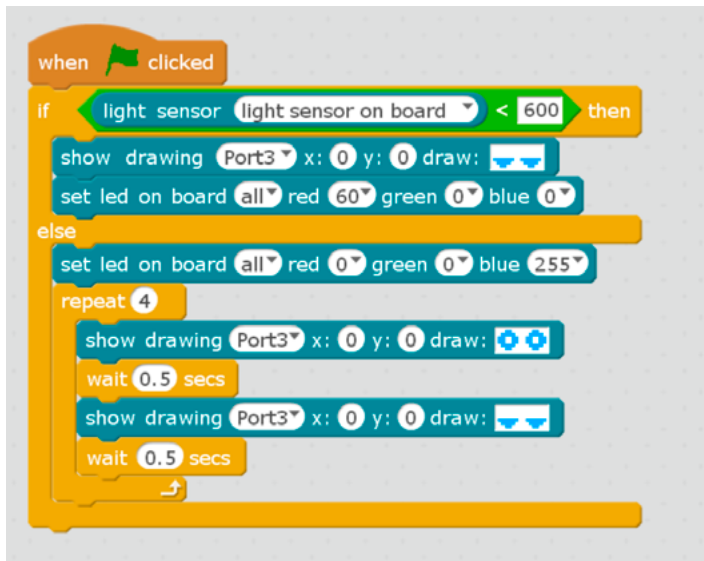 when clicked
if light sensor light sensor on board < 600 then
show drawing Port3 x: 0 y: 0 draw:
set led on board all red 60 green 0 blue 0
else
set led on board all red 0 green 0 blue 255
repeat 4
show drawing Port3 x: 0 y: 0 draw:
wait 0.5 secs
show drawing Port3 x: 0 y: 0 draw:
wait 0.5 secs